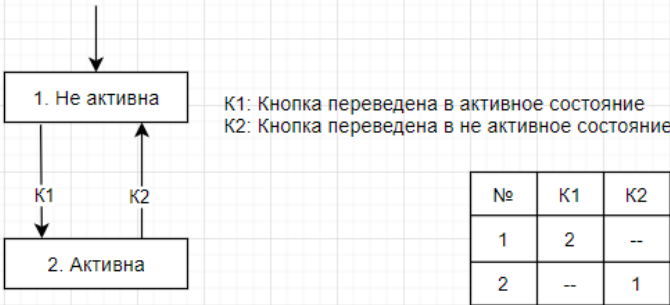 1. Не активна
К1: Кнопка переведена в активное состояние
К2: Кнопка переведена в не активное состояние
К1
К2
2. Активна
№ К1 К2
1 2 --
2 -- 1